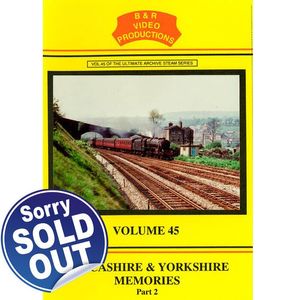 B & R
VIDEO
PRODUCTIONS
VOL 45 OF THE ULTIMATE ARCHIVE STEAM SERIES
Sorry
SOLD
OUT
VOLUME 45
CASHIRE & YORKSHIRE
MEMORIES
Part 2